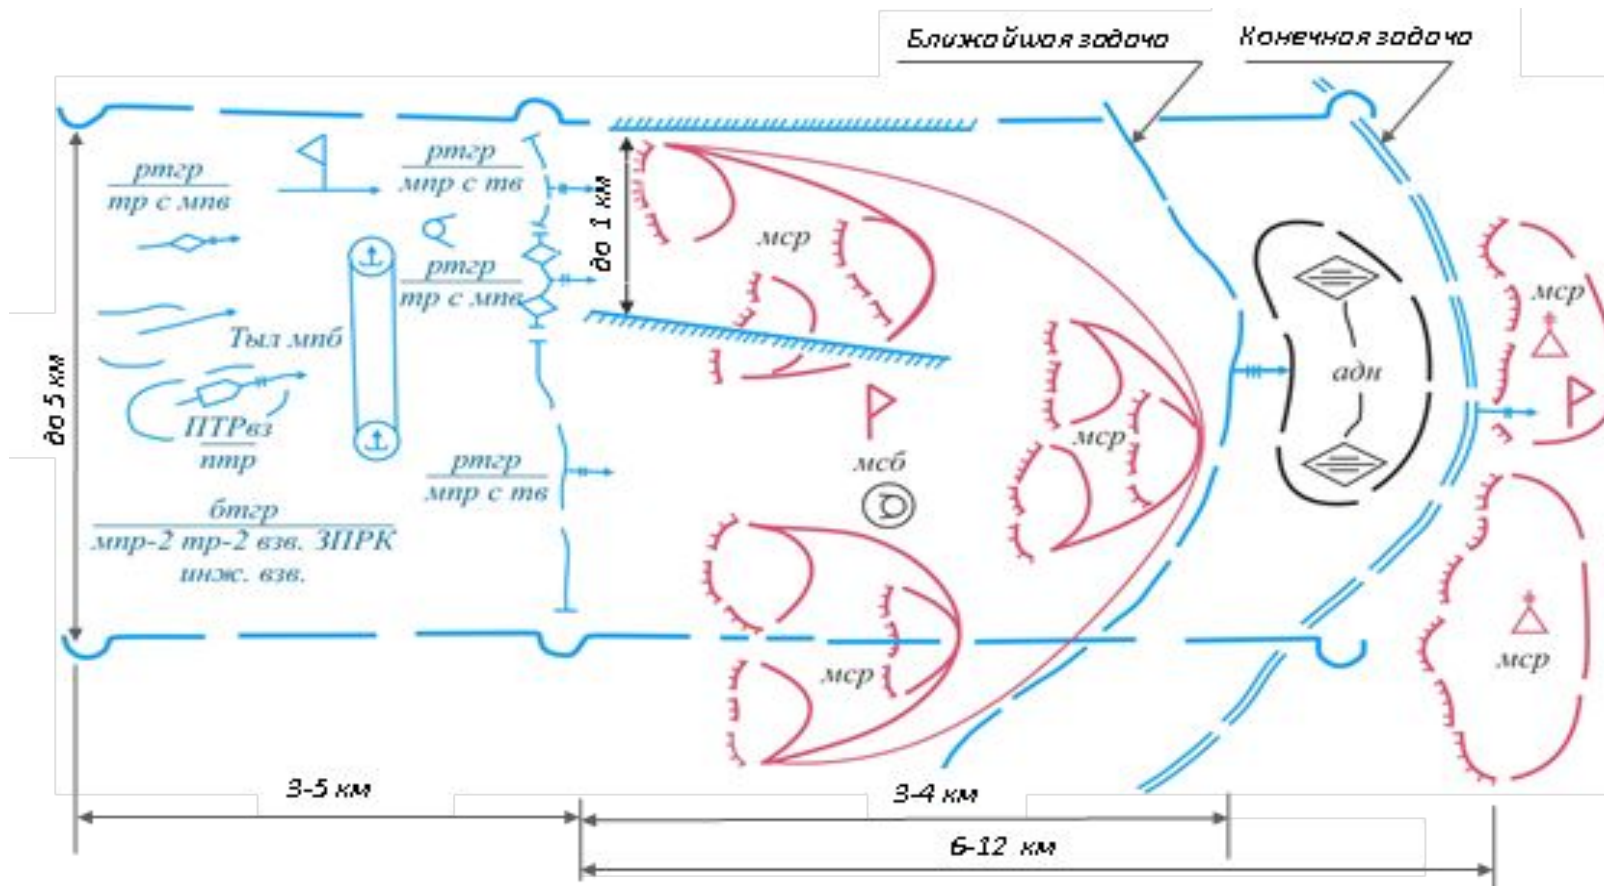 Ближайшая задача
Конечная задача
ртгр
тр с мпв
ртгр
мпр с тв
ртгр
тр с мпв
до 1 км
мср
мср
Тыл мпб
адн
до 5 км
ПТРвз
птр
мср
ртгр
мпр с тв
мсб
бтгр
мпр-2 тр-2 взв. ЗПРК
инж. взв.
мср
мср
3-5 км
3-4 км
6-12 км